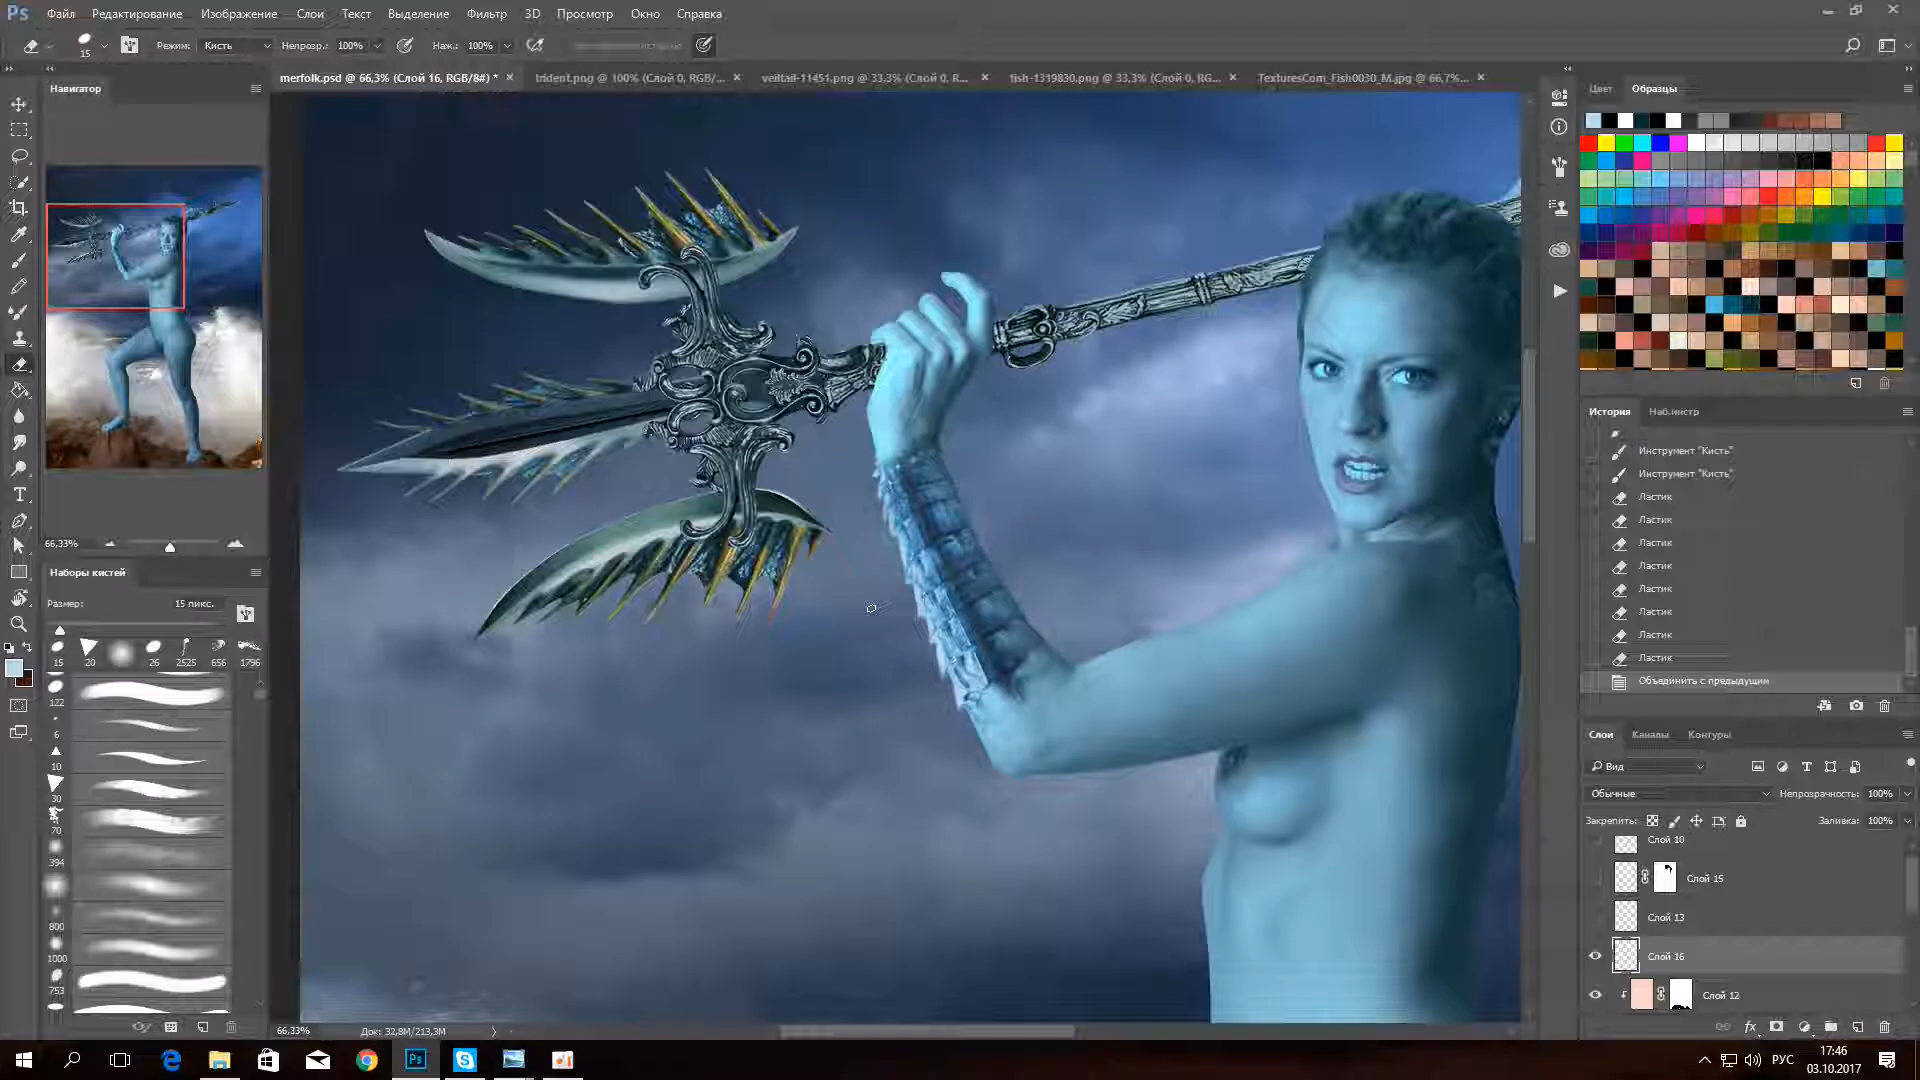 Ps Файл Редактирование Изображение Слои Текст Выделение Фильтр 3D Просмотр Окно Справка
15 Режим: Кисть Непрозр.: 100% Наж.: 100%
merfolk.psd @ 66,3% (Слой 16, RGB/8#) * trident.png @ 100% (Слой 0, RGB/... veiltail-11451.png @ 33,3% (Слой 0, R... fish-1319830.png @ 33,3% (Слой 0, RG... TexturesCom_Fish0030_M.jpg @ 66,7%...
Навигатор
66,33%
Наборы кистей
Размер: 15 пикс.
15 20 26 2525 656 1796
122
6
10
30
70
394
800
1000
753
66,33% Док: 32,8M/213,3M
Цвет Образцы
История Наб.инстр
Инструмент "Кисть"
Инструмент "Кисть"
Ластик
Ластик
Ластик
Ластик
Ластик
Ластик
Ластик
Ластик
Объединить с предыдущим
Слои Каналы Контуры
Вид
Обычные Непрозрачность: 100%
Закрепить: Заливка: 100%
Слой 10
Слой 15
Слой 13
Слой 16
Слой 12
fx
Ps РУС 17:46
03.10.2017